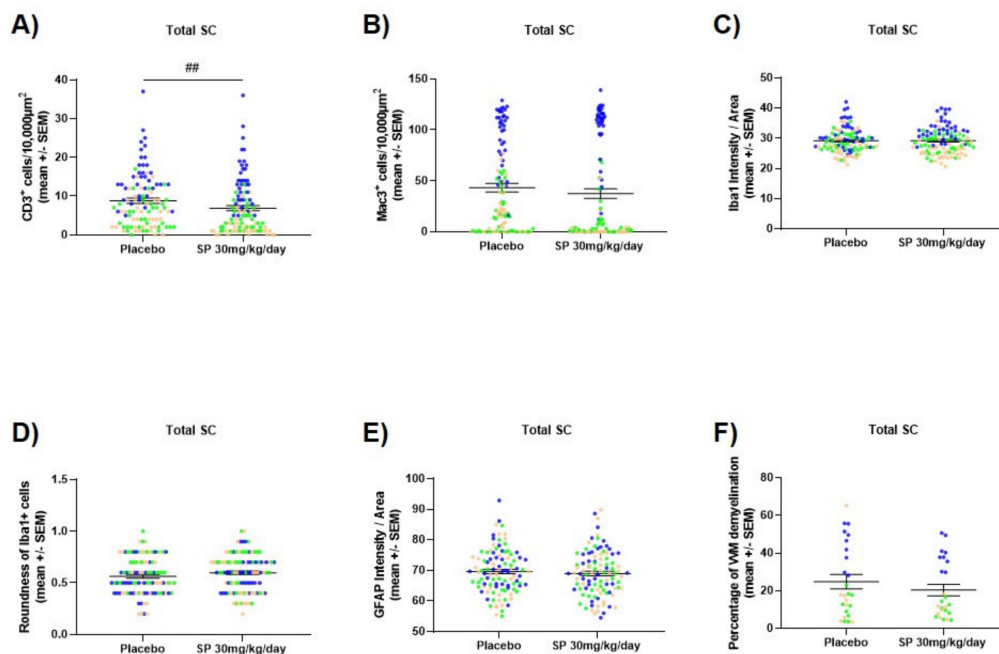 A)
Total SC
##
CD3+ cells/10,000µm²
(mean +/- SEM)
40
30
20
10
0
Placebo
SP 30mg/kg/day
B)
Total SC
Mac3+ cells/10,000µm²
(mean +/- SEM)
150
100
50
0
Placebo
SP 30mg/kg/day
C)
Total SC
Iba1 Intensity / Area
(mean +/- SEM)
50
40
30
20
10
0
Placebo
SP 30mg/kg/day
D)
Total SC
Roundness of Iba1+ cells
(mean +/- SEM)
1.5
1.0
0.5
0.0
Placebo
SP 30mg/kg/day
E)
Total SC
GFAP Intensity / Area
(mean +/- SEM)
100
90
80
70
60
50
Placebo
SP 30mg/kg/day
F)
Total SC
Percentage of WM demyelination
(mean +/- SEM)
80
60
40
20
0
Placebo
SP 30mg/kg/day